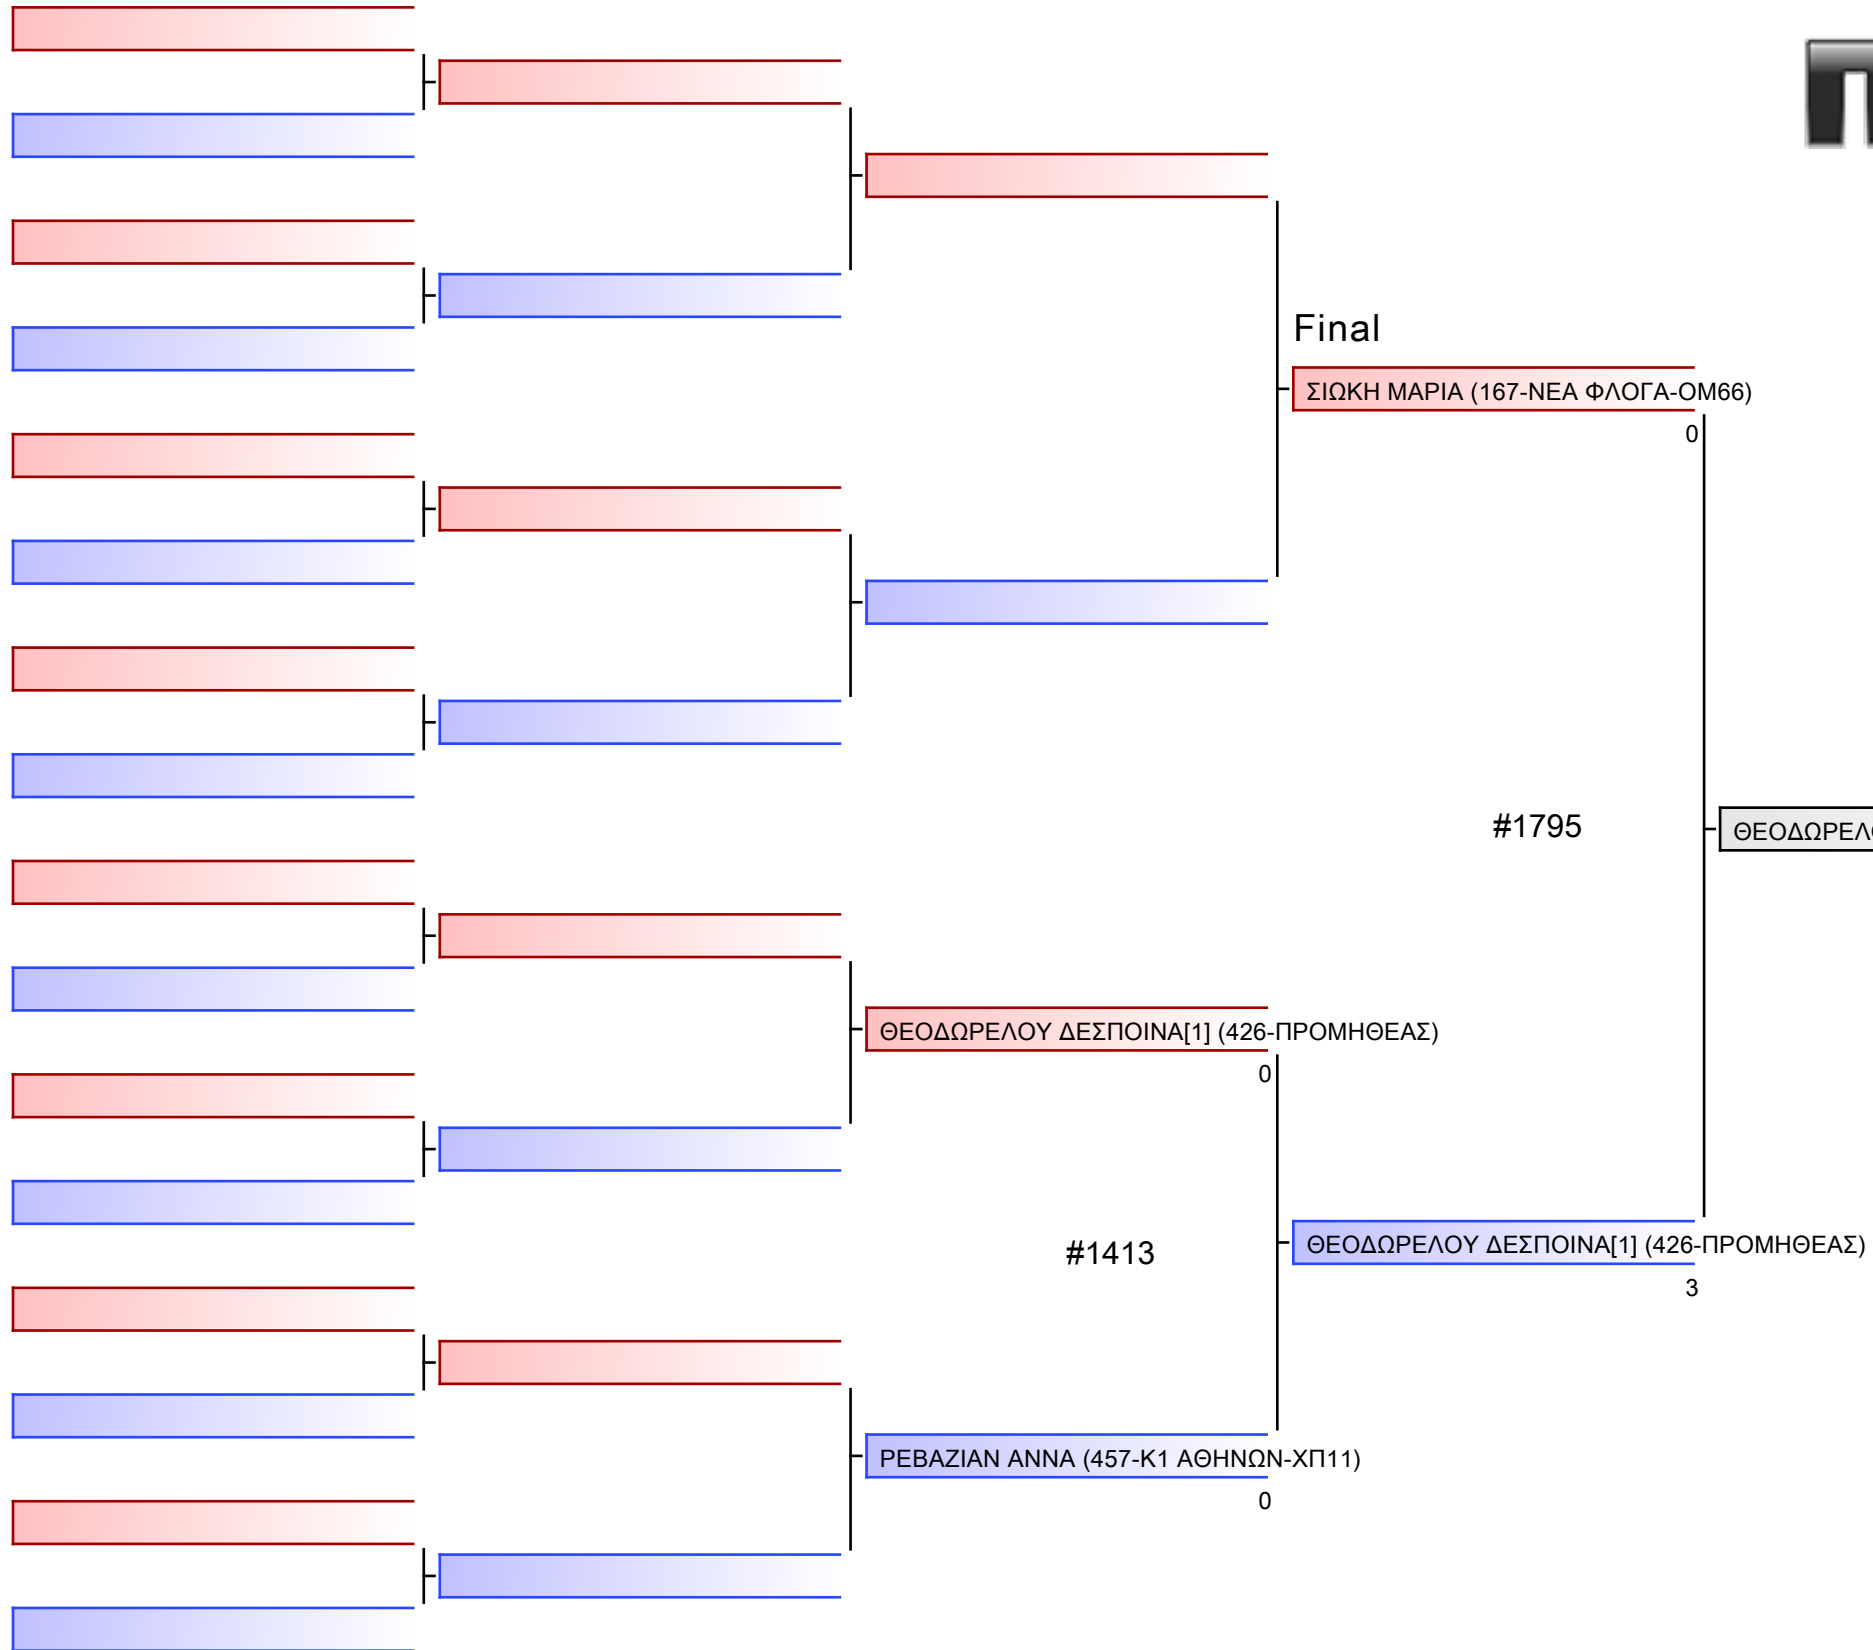 Final
ΣΙΩΚΗ ΜΑΡΙΑ (167-ΝΕΑ ΦΛΟΓΑ-ΟΜ66)
0
#1795
ΘΕΟΔΩΡΕΛΟΥ ΔΕΣΠΟΙΝΑ[1] (426-ΠΡΟΜΗΘΕΑΣ)
0
#1413
ΘΕΟΔΩΡΕΛΟΥ ΔΕΣΠΟΙΝΑ[1] (426-ΠΡΟΜΗΘΕΑΣ)
3
ΡΕΒΑΖΙΑΝ ΑΝΝΑ (457-Κ1 ΑΘΗΝΩΝ-ΧΠ11)
0